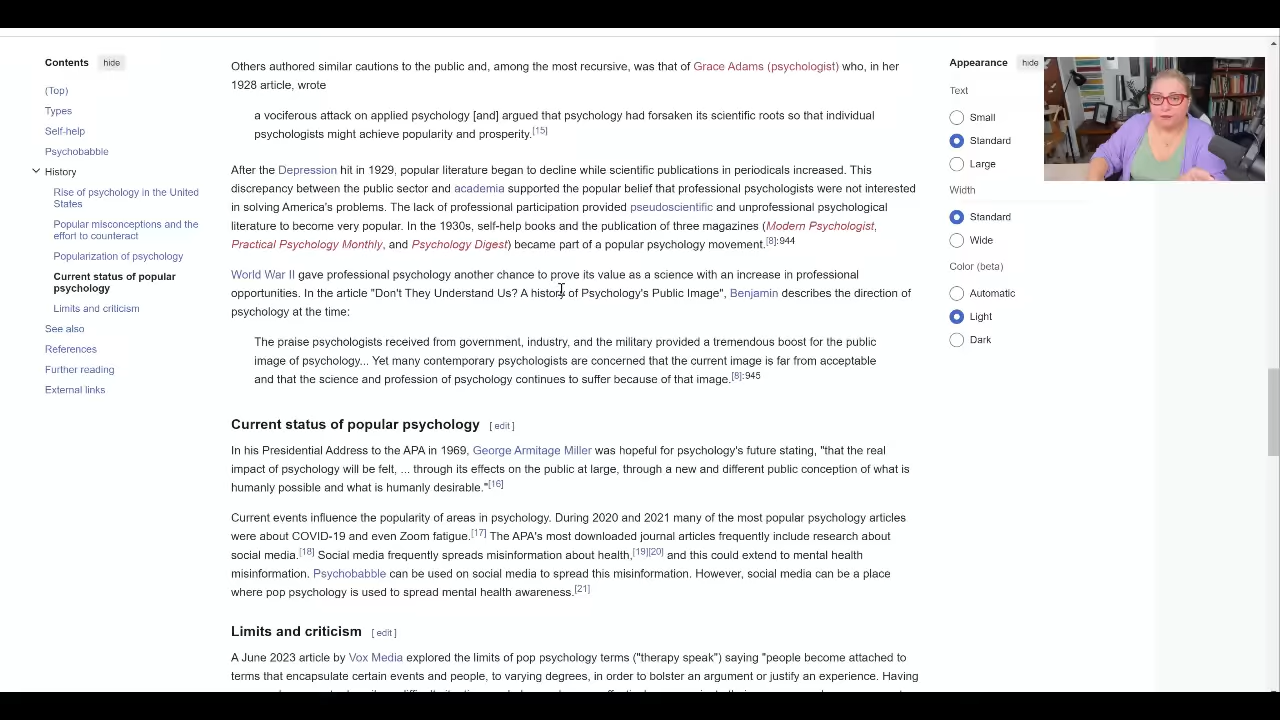 Contents hide
(Top)
Types
Self-help
Psychobabble
History
Rise of psychology in the United
States
Popular misconceptions and the
effort to counteract
Popularization of psychology
Current status of popular
psychology
Limits and criticism
See also
References
Further reading
External links
Others authored similar cautions to the public and, among the most recursive, was that of Grace Adams (psychologist) who, in her
1928 article, wrote
a vociferous attack on applied psychology [and] argued that psychology had forsaken its scientific roots so that individual
psychologists might achieve popularity and prosperity.[15]
After the Depression hit in 1929, popular literature began to decline while scientific publications in periodicals increased. This
discrepancy between the public sector and academia supported the popular belief that professional psychologists were not interested
in solving America's problems. The lack of professional participation provided pseudoscientific and unprofessional psychological
literature to become very popular. In the 1930s, self-help books and the publication of three magazines (Modern Psychologist,
Practical Psychology Monthly, and Psychology Digest) became part of a popular psychology movement.[8]:944
World War II gave professional psychology another chance to prove its value as a science with an increase in professional
opportunities. In the article "Don't They Understand Us? A history of Psychology's Public Image", Benjamin describes the direction of
psychology at the time:
The praise psychologists received from government, industry, and the military provided a tremendous boost for the public
image of psychology... Yet many contemporary psychologists are concerned that the current image is far from acceptable
and that the science and profession of psychology continues to suffer because of that image.[8]:945
Current status of popular psychology [ edit ]
In his Presidential Address to the APA in 1969, George Armitage Miller was hopeful for psychology's future stating, "that the real
impact of psychology will be felt, ... through its effects on the public at large, through a new and different public conception of what is
humanly possible and what is humanly desirable."[16]
Current events influence the popularity of areas in psychology. During 2020 and 2021 many of the most popular psychology articles
were about COVID-19 and even Zoom fatigue.[17] The APA's most downloaded journal articles frequently include research about
social media.[18] Social media frequently spreads misinformation about health,[19][20] and this could extend to mental health
misinformation. Psychobabble can be used on social media to spread this misinformation. However, social media can be a place
where pop psychology is used to spread mental health awareness.[21]
Limits and criticism [ edit ]
A June 2023 article by Vox Media explored the limits of pop psychology terms ("therapy speak") saying "people become attached to
terms that encapsulate certain events and people, to varying degrees, in order to bolster an argument or justify an experience. Having
Appearance hide
Text
Small
Standard
Large
Width
Standard
Wide
Color (beta)
Automatic
Light
Dark